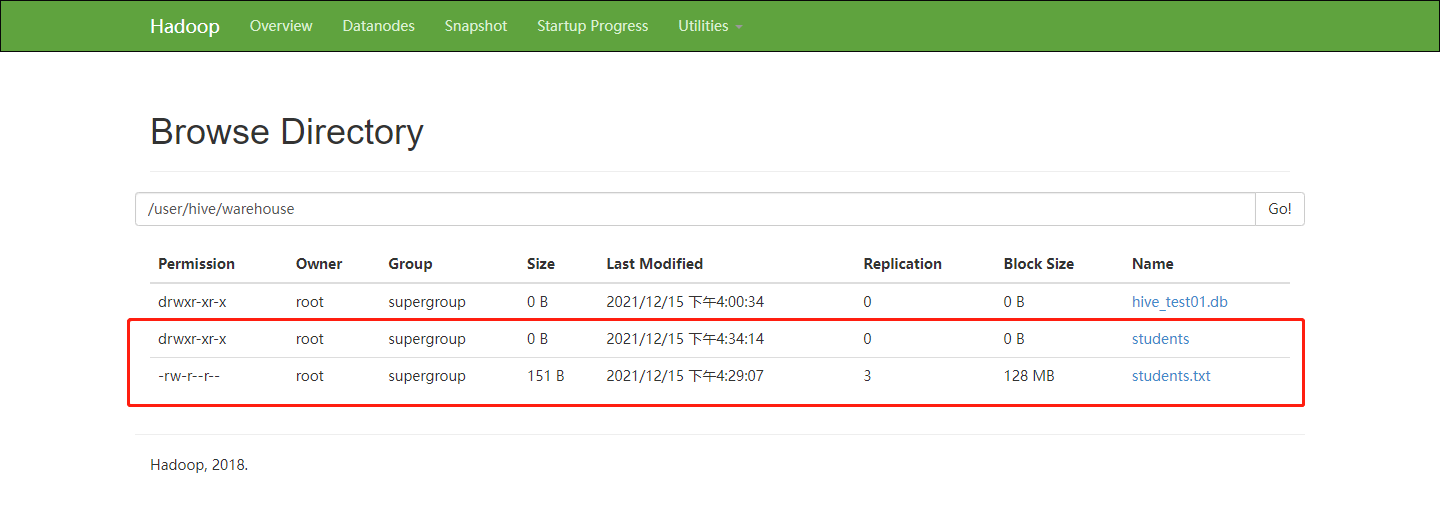 Hadoop Overview Datanodes Snapshot Startup Progress Utilities
Browse Directory
/user/hive/warehouse Go!
Permission Owner Group Size Last Modified Replication Block Size Name
drwxr-xr-x root supergroup 0 B 2021/12/15 下午4:00:34 0 0 B hive_test01.db
drwxr-xr-x root supergroup 0 B 2021/12/15 下午4:34:14 0 0 B students
-rw-r--r-- root supergroup 151 B 2021/12/15 下午4:29:07 3 128 MB students.txt
Hadoop, 2018.